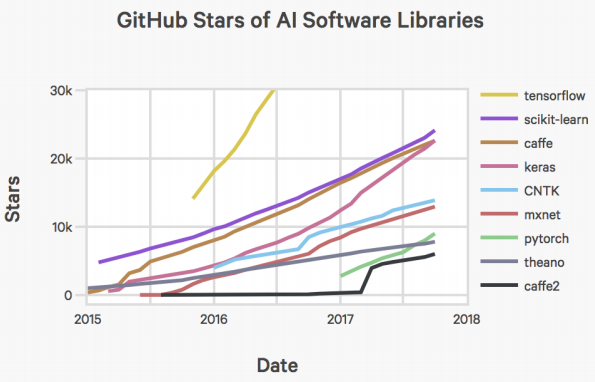 GitHub Stars of AI Software Libraries
30k
20k
10k
0
Stars
2015
2016
2017
2018
Date
tensorflow
scikit-learn
caffe
keras
CNTK
mxnet
pytorch
theano
caffe2